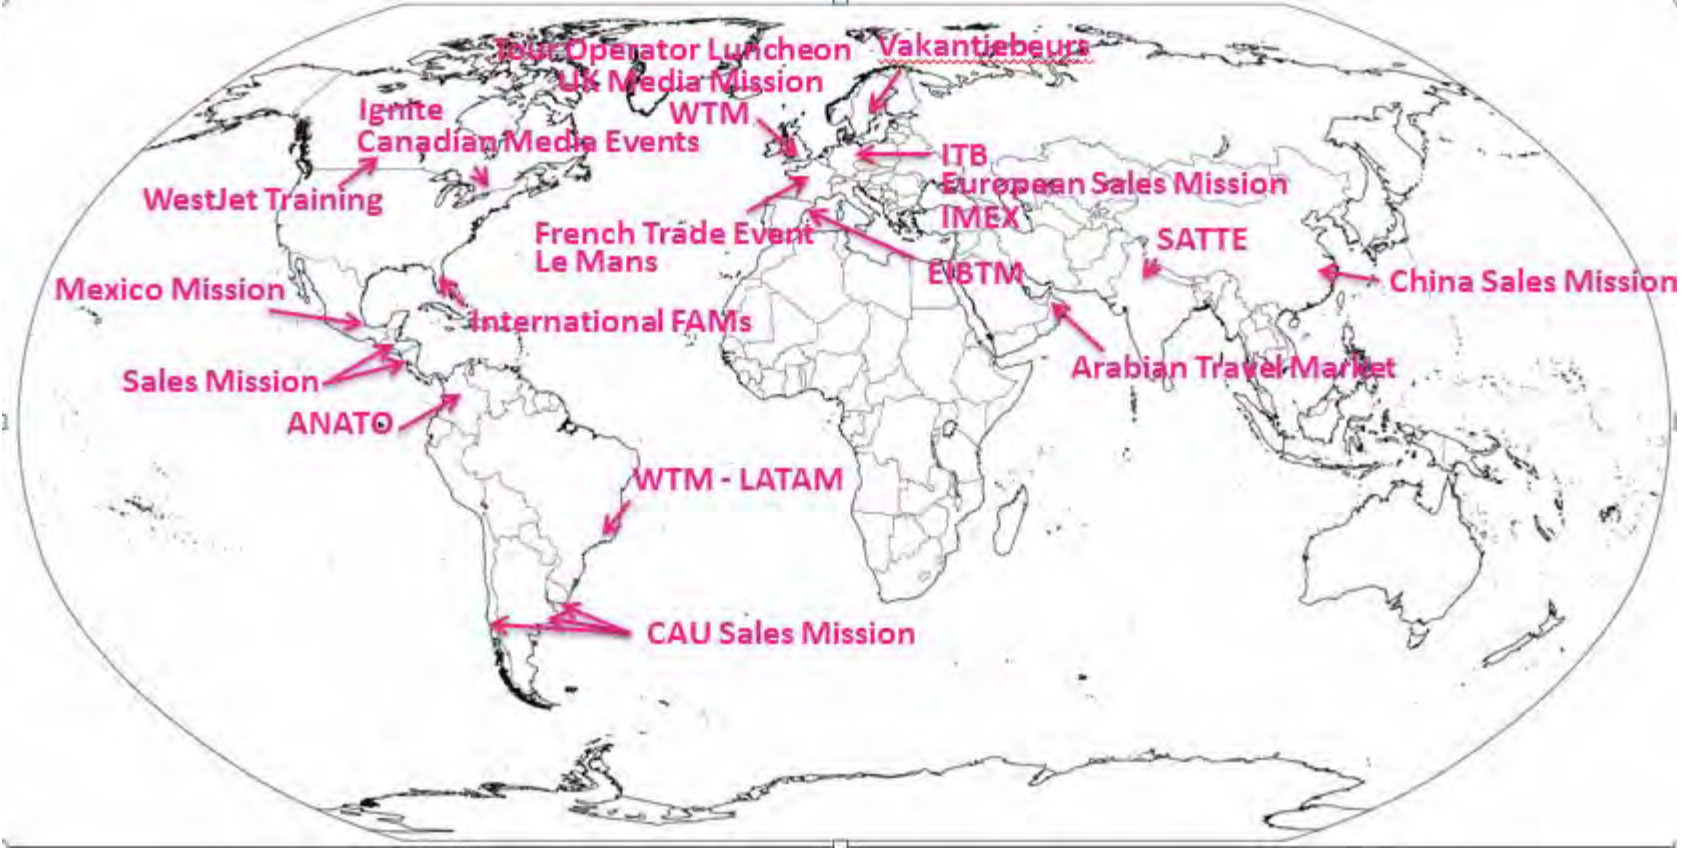 Tour Operator Luncheon
UK Media Mission
WTM
Vakantiebeurs
Ignite
Canadian Media Events
WestJet Training
ITB
European Sales Mission
IMEX
French Trade Event
Le Mans
EIBTM
SATTE
China Sales Mission
Mexico Mission
International FAMs
Arabian Travel Market
Sales Mission
ANATO
WTM - LATAM
CAU Sales Mission